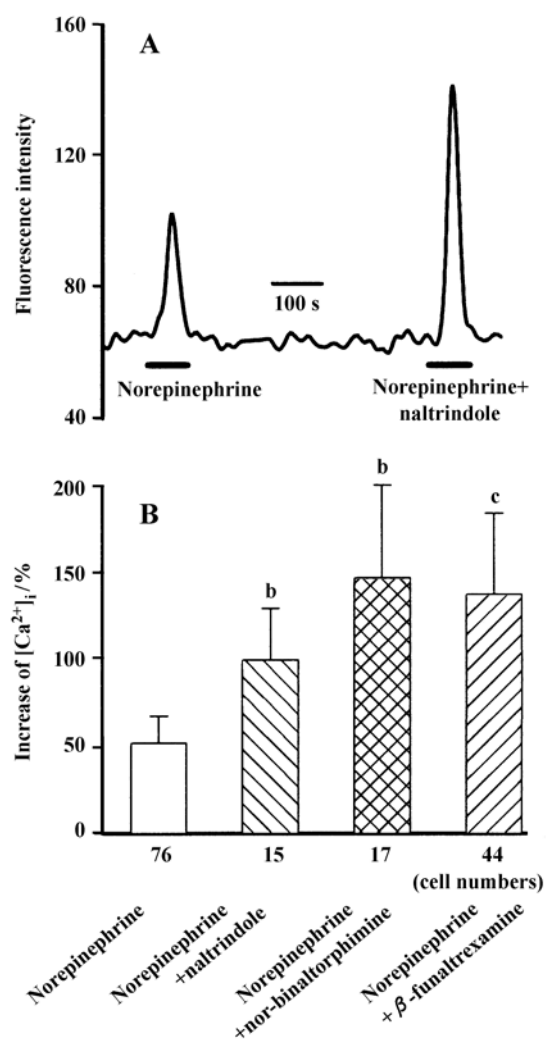 160
A
120
Fluorescence intensity
80
100 s
Norepinephrine
Norepinephrine+
naltrindole
40
200
B
b
b
c
150
Increase of [Ca²⁺]ᵢ/%
100
50
0
76 15 17 44
(cell numbers)
Norepinephrine
Norepinephrine
+naltrindole
Norepinephrine
+nor-binaltorphimine
Norepinephrine
+β-funaltrexamine